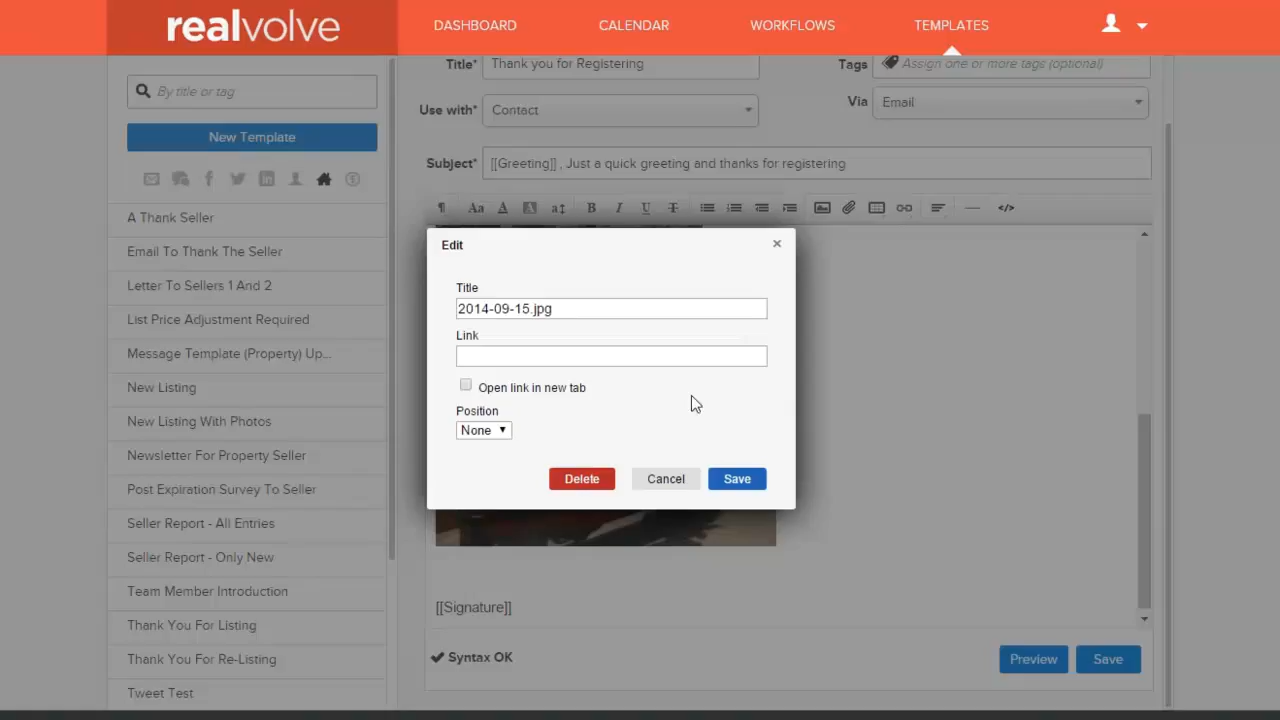 realvolve
DASHBOARD
CALENDAR
WORKFLOWS
TEMPLATES
By title or tag
New Template
A Thank Seller
Email To Thank The Seller
Letter To Sellers 1 And 2
List Price Adjustment Required
Message Template (Property) Up...
New Listing
New Listing With Photos
Newsletter For Property Seller
Post Expiration Survey To Seller
Seller Report - All Entries
Seller Report - Only New
Team Member Introduction
Thank You For Listing
Thank You For Re-Listing
Tweet Test
Title* Thank you for Registering
Tags Assign one or more tags (optional)
Use with* Contact
Via Email
Subject* [[Greeting]] , Just a quick greeting and thanks for registering
¶ Aa A A a↕ B I U T </>
Edit ×
Title
2014-09-15.jpg
Link
Open link in new tab
Position
None
Delete Cancel Save
[[Signature]]
Syntax OK
Preview Save